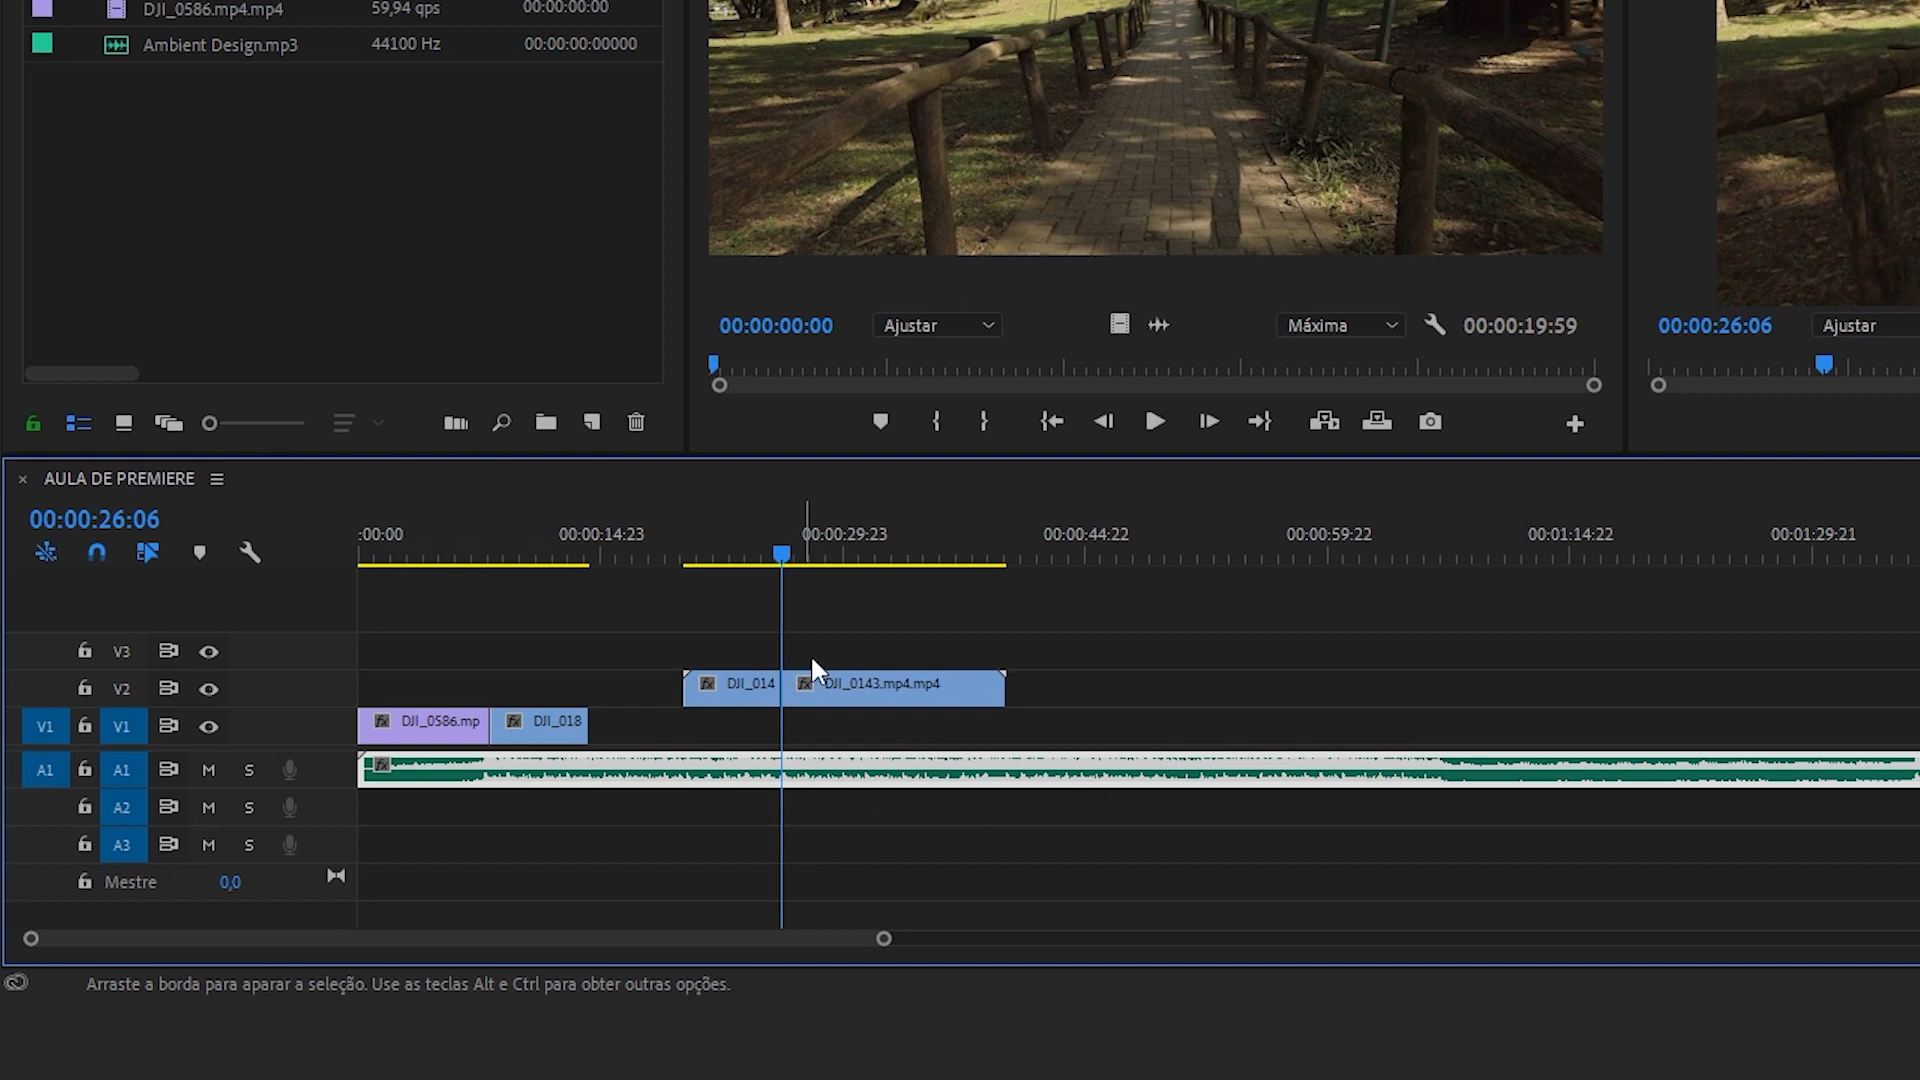 DJI_0586.mp4.mp4 59,94 qps 00:00:00:00
Ambient Design.mp3 44100 Hz 00:00:00:00000
00:00:00:00 Ajustar Máxima 00:00:19:59
00:00:26:06 Ajustar
× AULA DE PREMIERE
00:00:26:06
:00:00 00:00:14:23 00:00:29:23 00:00:44:22 00:00:59:22 00:01:14:22 00:01:29:21
V3
V2 fx DJI_014 fx DJI_0143.mp4.mp4
V1 V1 fx DJI_0586.mp fx DJI_018
A1 A1 M S fx
A2 M S
A3 M S
Mestre 0,0
Arraste a borda para aparar a seleção. Use as teclas Alt e Ctrl para obter outras opções.